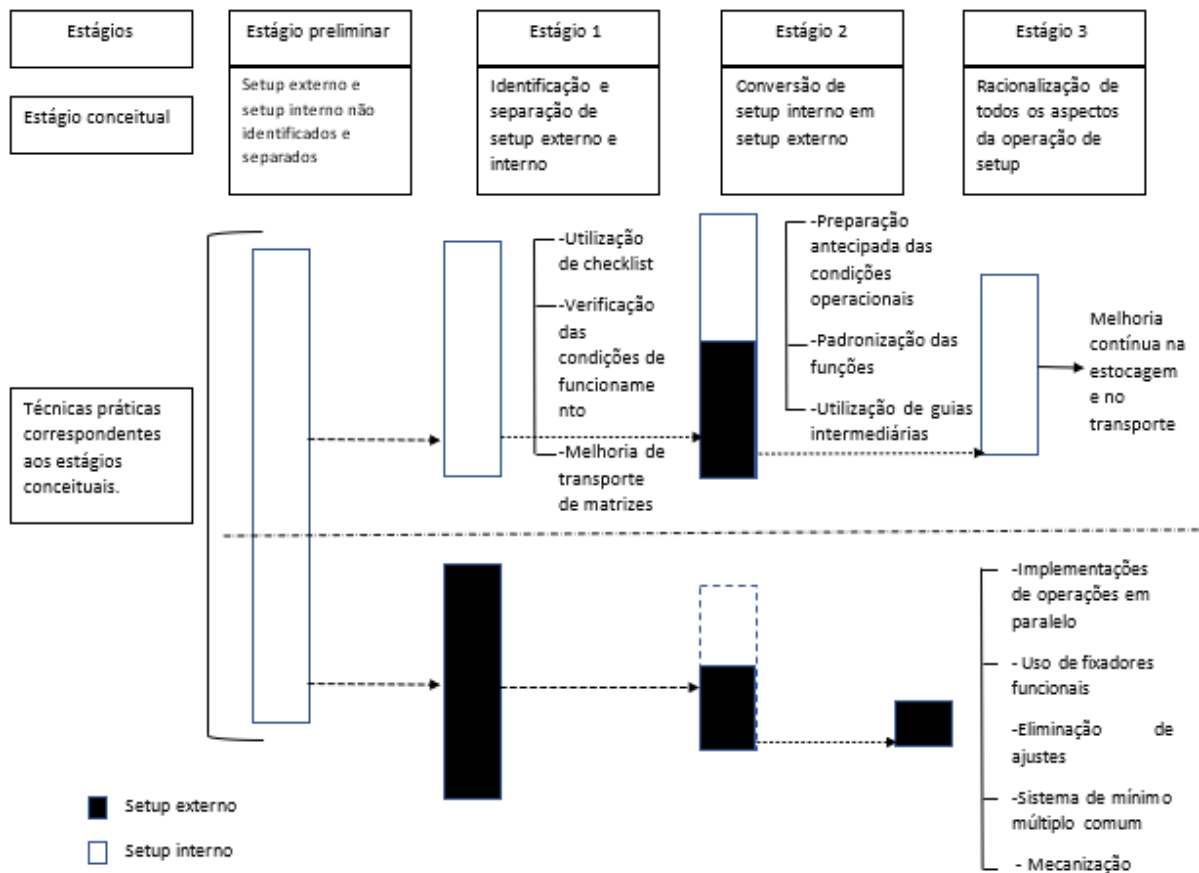 Estágios
Estágio preliminar
Estágio 1
Estágio 2
Estágio 3
Estágio conceitual
Setup externo e
setup interno não
identificados e
separados
Identificação e
separação de
setup externo e
interno
Conversão de
setup interno em
setup externo
Racionalização de
todos os aspectos
da operação de
setup
Técnicas práticas
correspondentes
aos estágios
conceituais.
-Utilização
de checklist
-Verificação
das
condições de
funcioname
nto
-Melhoria de
transporte
de matrizes
-Preparação
antecipada das
condições
operacionais
-Padronização das
funções
-Utilização de guias
intermediárias
Melhoria
contínua na
estocagem
e no
transporte
-Implementações
de operações em
paralelo
- Uso de fixadores
funcionais
-Eliminação de
ajustes
-Sistema de mínimo
múltiplo comum
- Mecanização
Setup externo
Setup interno